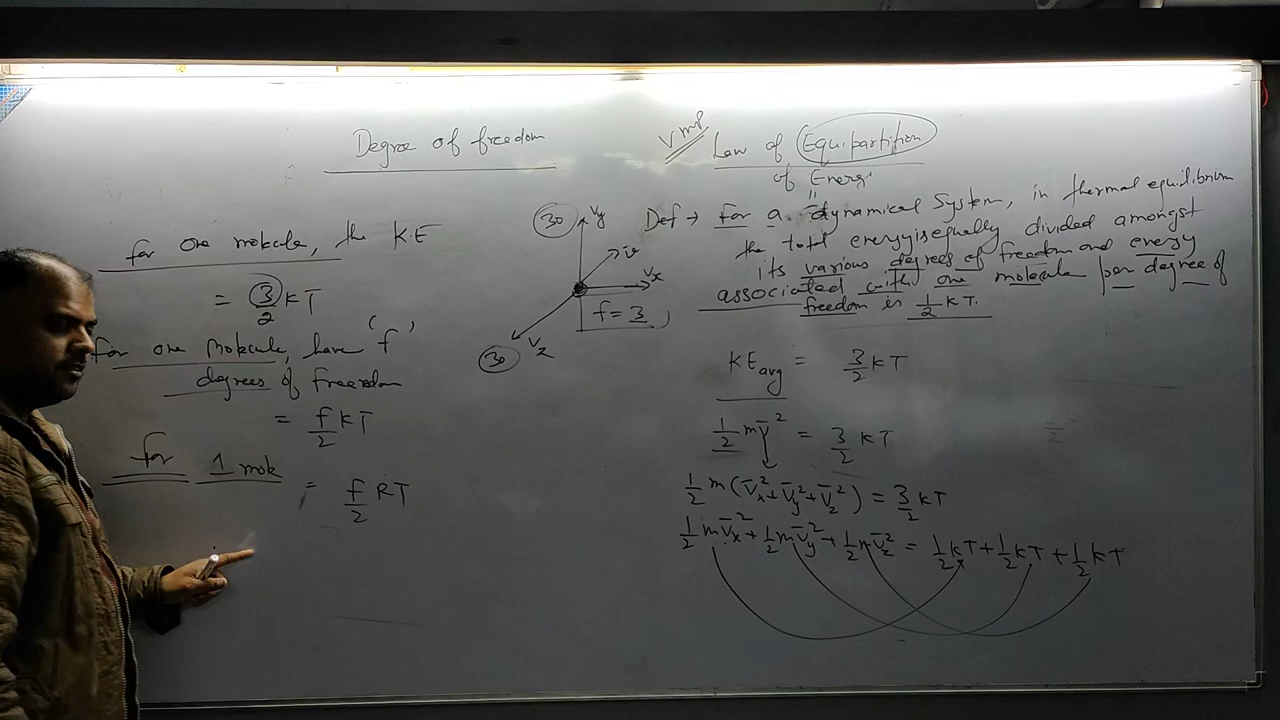 Degree of freedom
for one molecule, the K.E
= 3/2 KT
for one molecule, have 'f'
degrees of freedom
= f/2 KT
for 1 mole
= f/2 RT
3D
Vy
v̄
Vx
f = 3
Vz
3D
V mp
Law of Equipartition
of Energy
Def → for a dynamical System, in thermal equilibrium
the total energy is equally divided amongst
its various degrees of freedom and energy
associated with one molecule per degree of
freedom is 1/2 KT.
KEavg = 3/2 KT
1/2 mv̄² = 3/2 KT
1/2 m(v̄x² + v̄y² + v̄z²) = 3/2 KT
1/2 mv̄x² + 1/2 mv̄y² + 1/2 mv̄z² = 1/2 KT + 1/2 KT + 1/2 KT